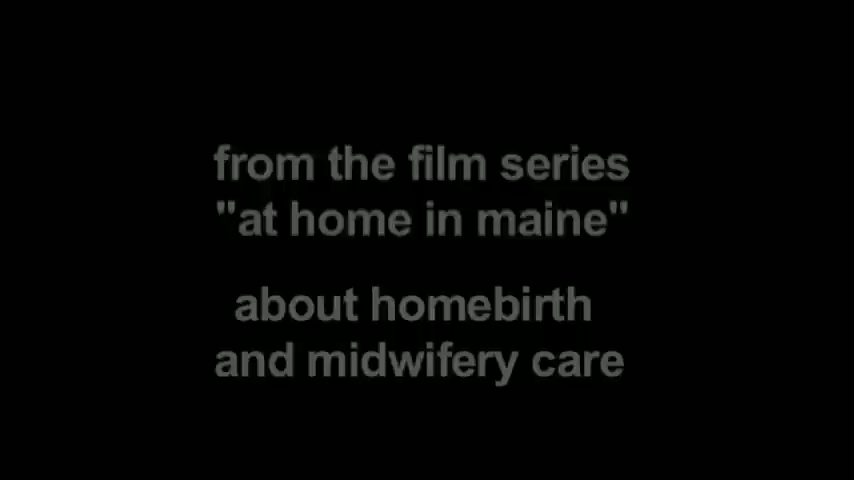 from the film series
"at home in maine"
about homebirth
and midwifery care